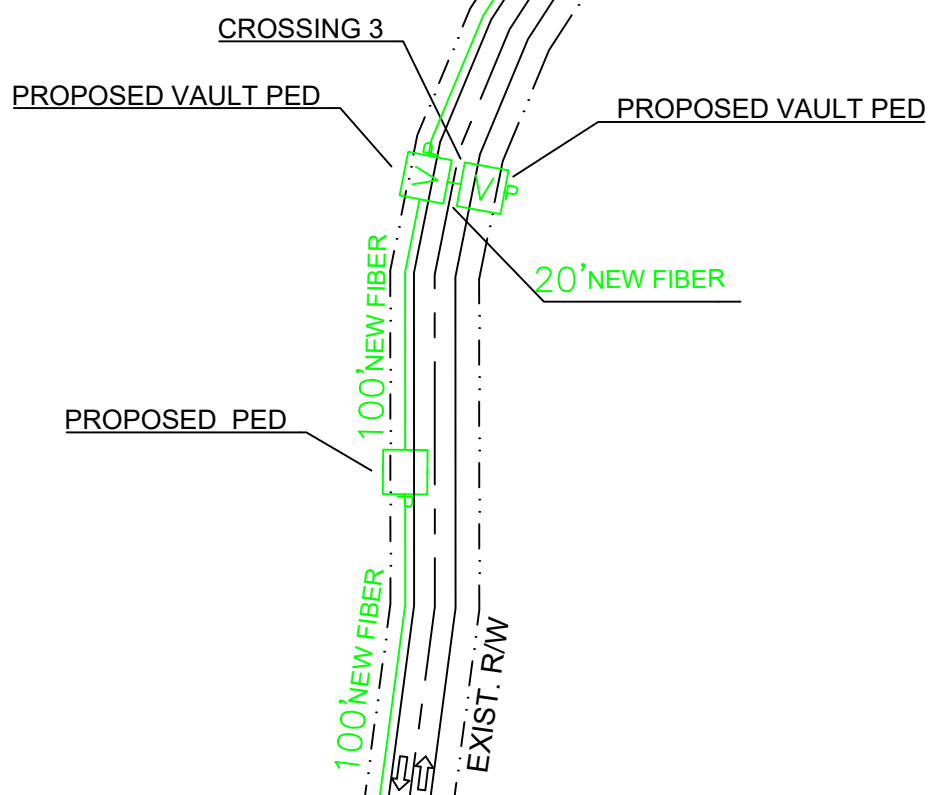 CROSSING 3
PROPOSED VAULT PED
PROPOSED VAULT PED
P
V
V
P
20' NEW FIBER
100' NEW FIBER
PROPOSED PED
P
100' NEW FIBER
EXIST. R/W